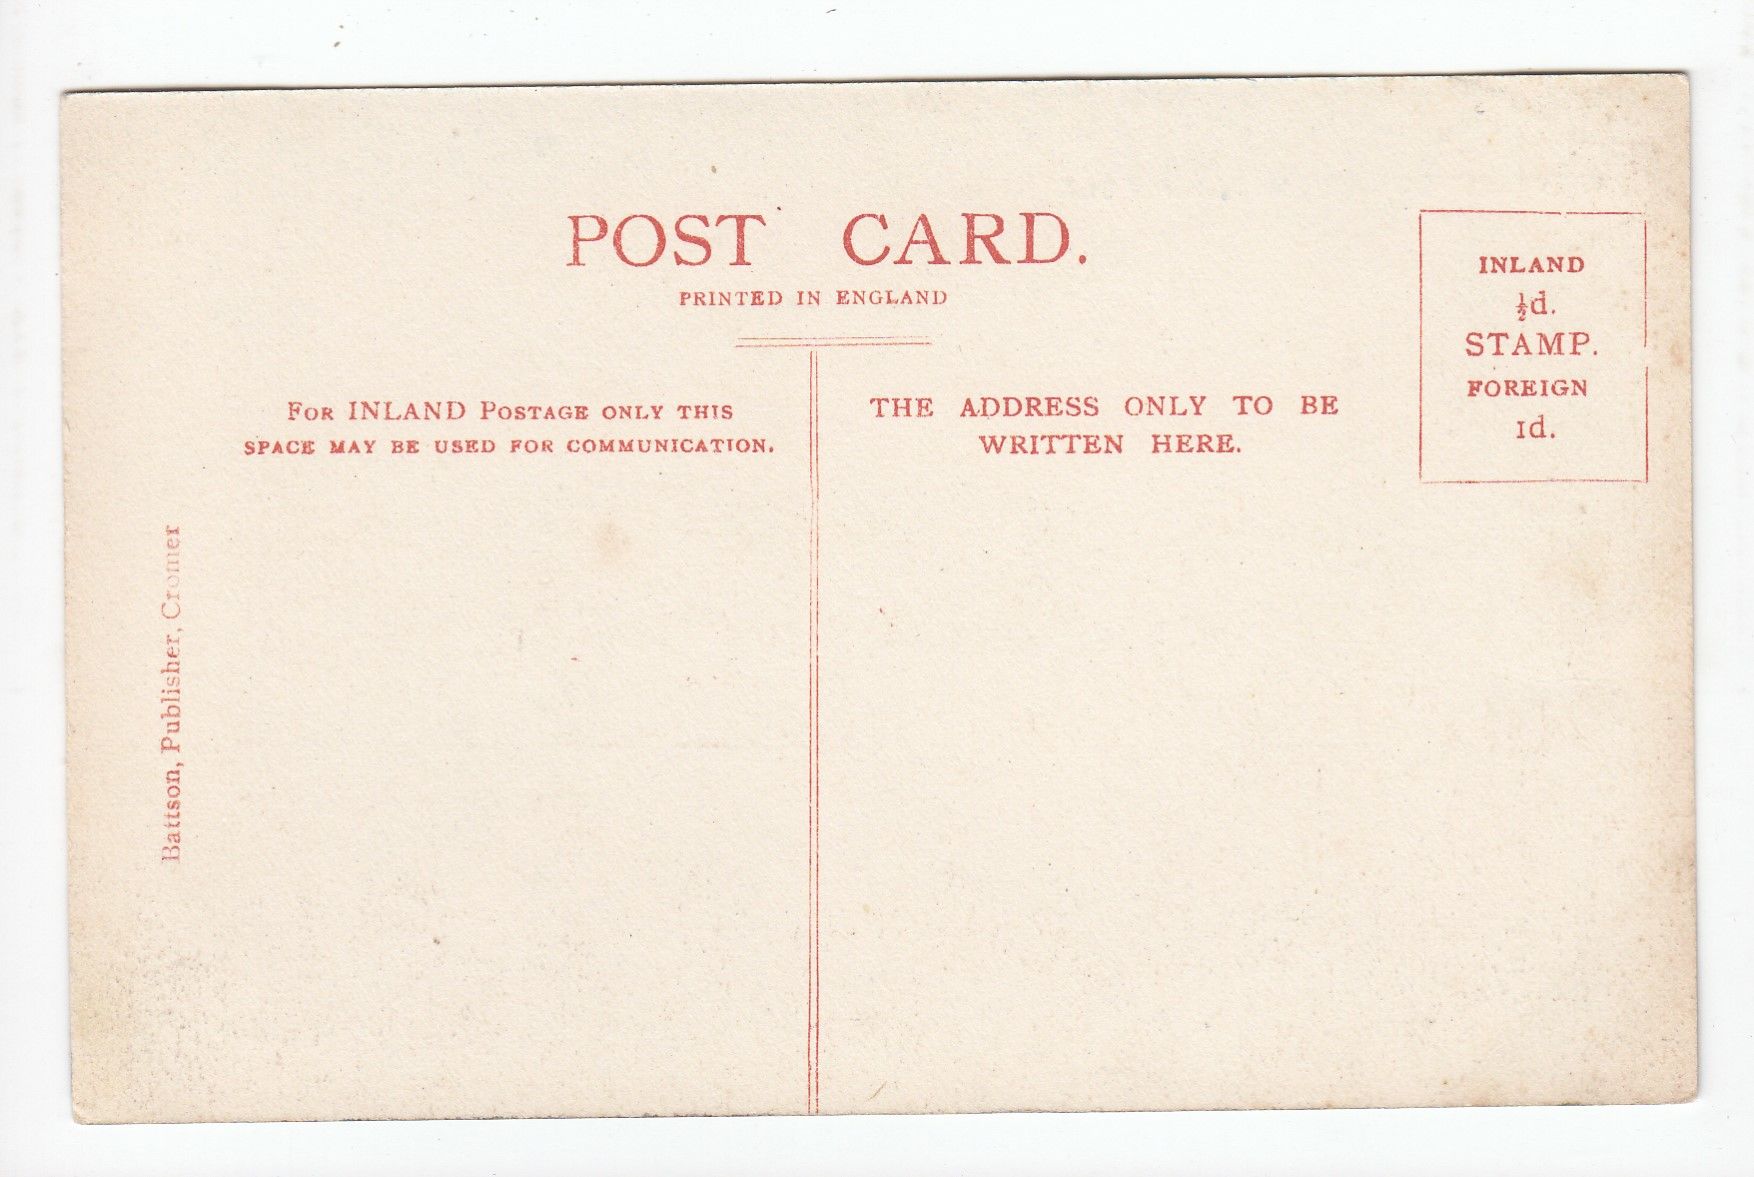 POST CARD.
PRINTED IN ENGLAND
For INLAND Postage only this
space may be used for communication.
THE ADDRESS ONLY TO BE
WRITTEN HERE.
INLAND
½d.
STAMP.
FOREIGN
1d.
Battson, Publisher, Cromer